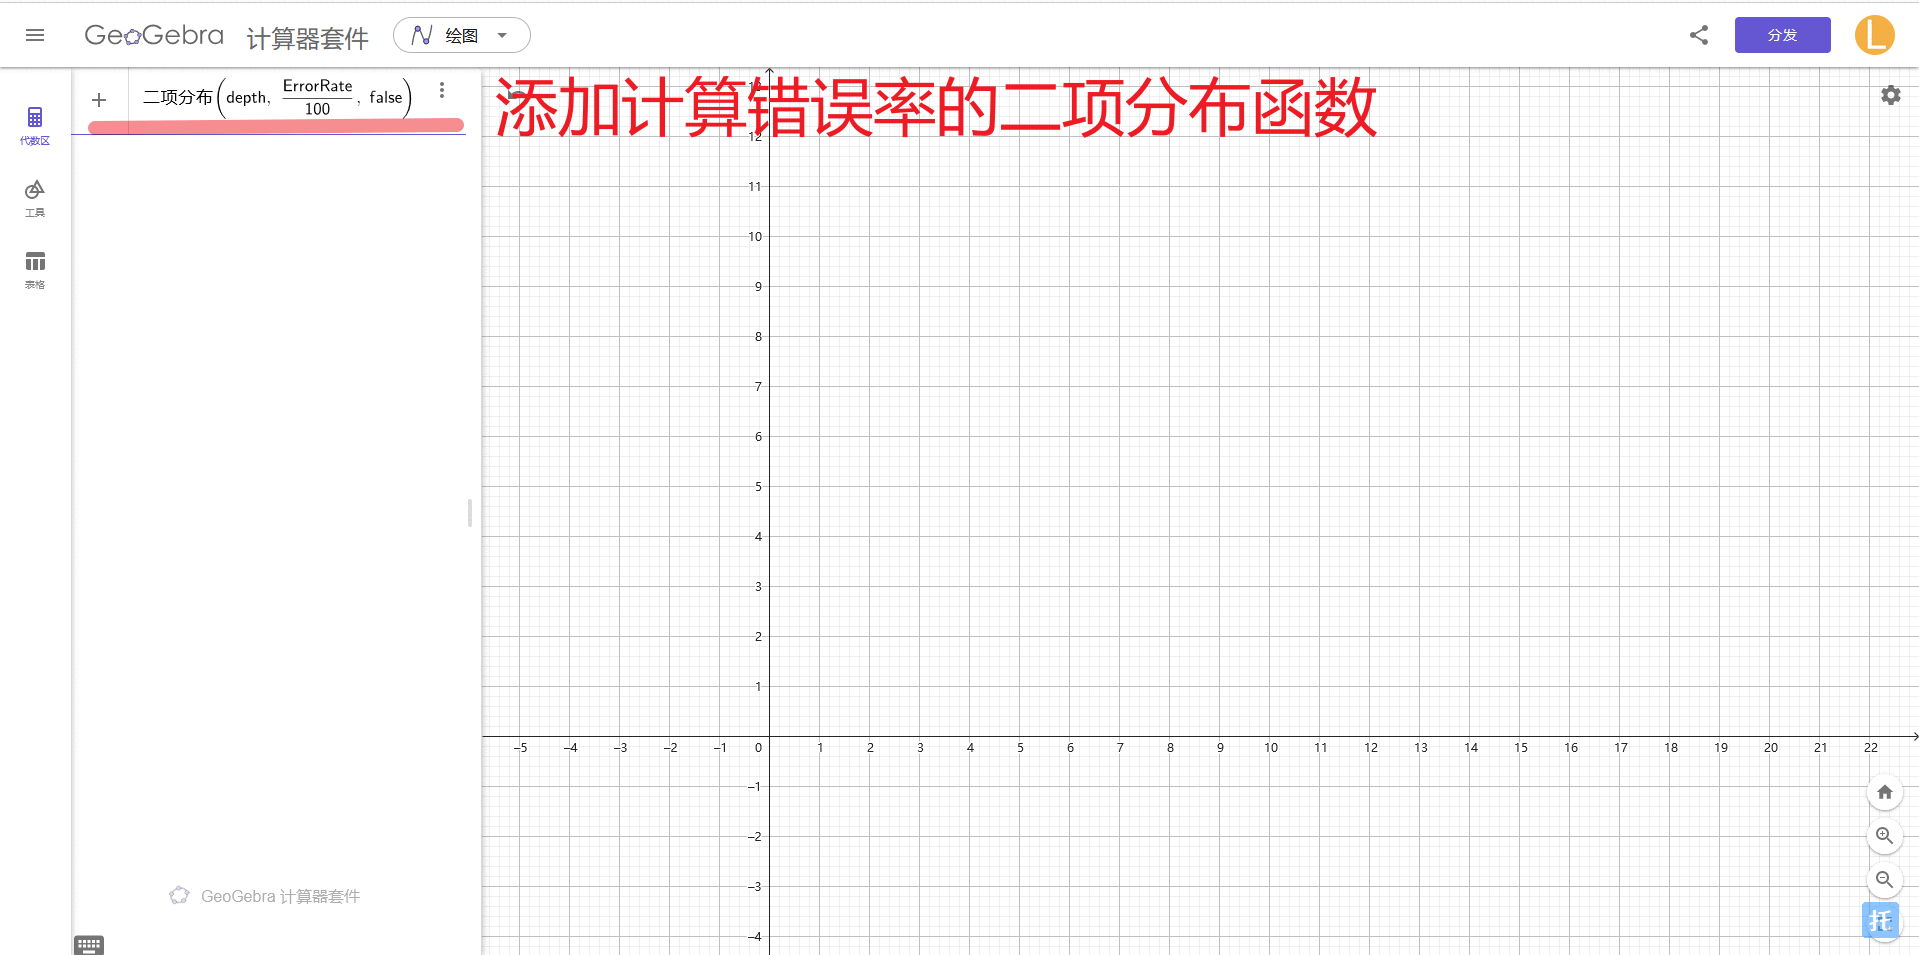 GeoGebra 计算器套件 绘图 分发 L
二项分布(depth, ErrorRate/100, false)
添加计算错误率的二项分布函数
代数区
工具
表格
13
12
11
10
9
8
7
6
5
4
3
2
1
–5 –4 –3 –2 –1 0 1 2 3 4 5 6 7 8 9 10 11 12 13 14 15 16 17 18 19 20 21 22
–1
–2
–3
–4
GeoGebra 计算器套件
托